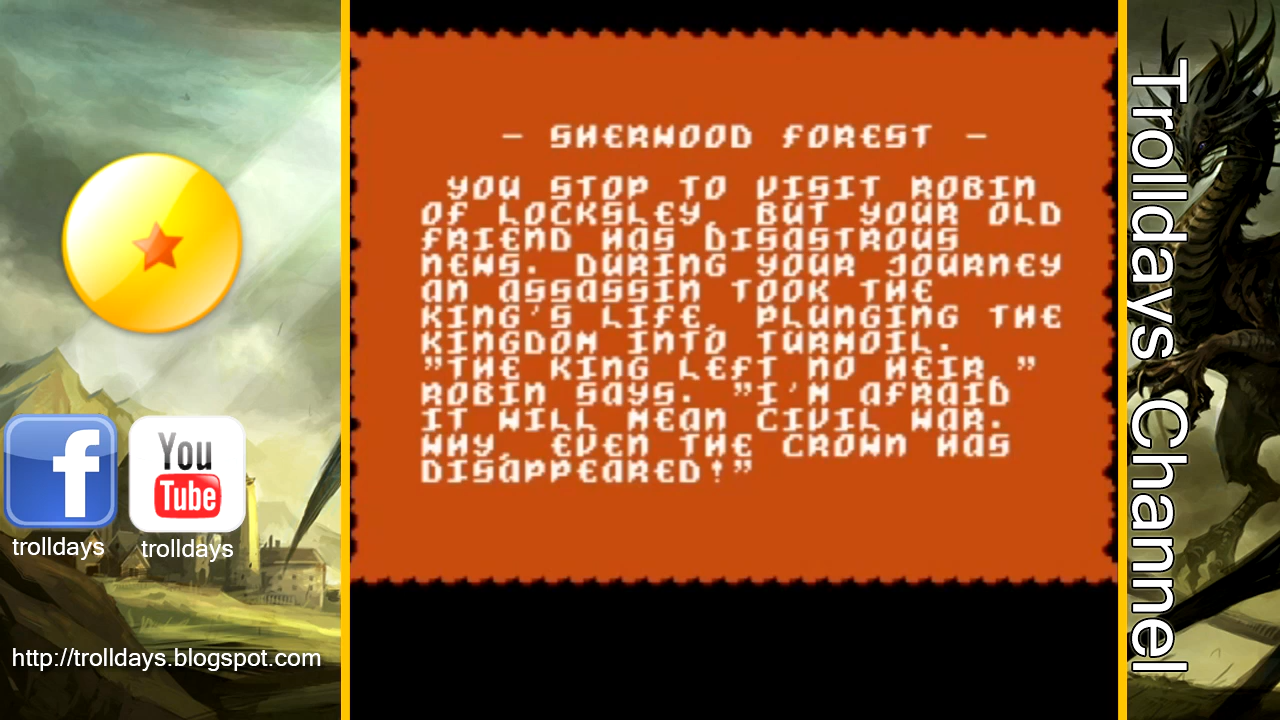 - SHERWOOD FOREST -
YOU STOP TO VISIT ROBIN
OF LOCKSLEY, BUT YOUR OLD
FRIEND HAS DISASTROUS
NEWS. DURING YOUR JOURNEY
AN ASSASSIN TOOK THE
KING'S LIFE, PLUNGING THE
KINGDOM INTO TURMOIL.
"THE KING LEFT NO HEIR,"
ROBIN SAYS. "I'M AFRAID
IT WILL MEAN CIVIL WAR.
WHY, EVEN THE CROWN HAS
DISAPPEARED!"
f
You
Tube
trolldays
trolldays
http://trolldays.blogspot.com
Trolldays Channel